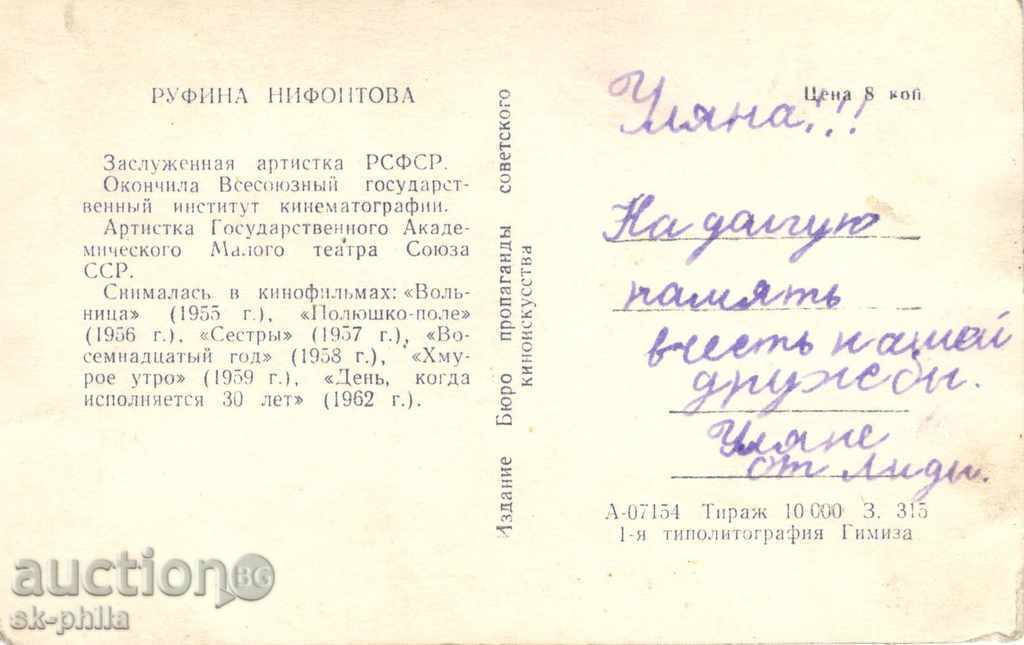 РУФИНА НИФОНТОВА
Заслуженная артистка РСФСР.
Окончила Всесоюзный государст-
венный институт кинематографии.
Артистка Государственного Акаде-
мического Малого театра Союза
ССР.
Снималась в кинофильмах: «Воль-
ница» (1955 г.), «Полюшко-поле»
(1956 г.), «Сестры» (1957 г.), «Во-
семнадцатый год» (1958 г.), «Хму-
рое утро» (1959 г.), «День, когда
исполняется 30 лет» (1962 г.).
Издание Бюро пропаганды советского
киноискусства
Цена 8 коп
Уляна!!!
На долгую
память
в честь нашей
дружбы.
Уляне
от Лиды.
А-07154 Тираж 10 000 З. 315
1-я типолитография Гимиза
auction BG
sk-phila